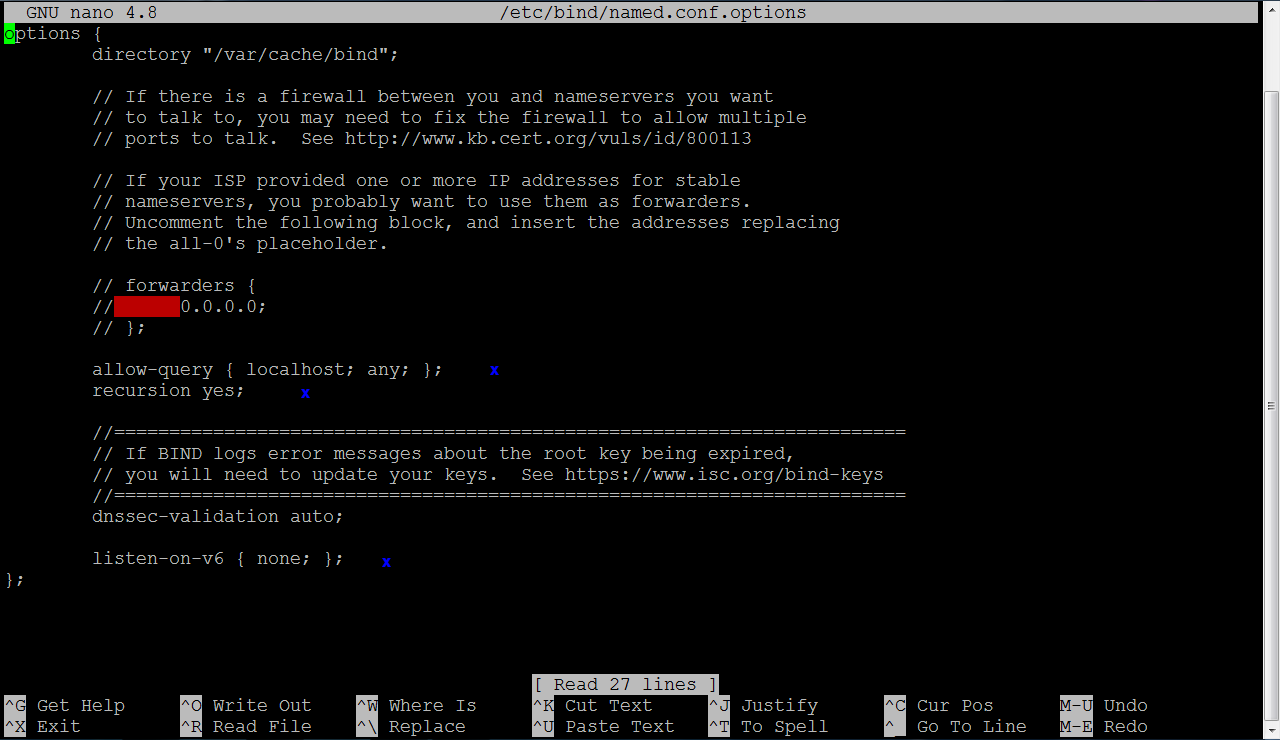 GNU nano 4.8 /etc/bind/named.conf.options
options {
directory "/var/cache/bind";
// If there is a firewall between you and nameservers you want
// to talk to, you may need to fix the firewall to allow multiple
// ports to talk.  See http://www.kb.cert.org/vuls/id/800113
// If your ISP provided one or more IP addresses for stable
// nameservers, you probably want to use them as forwarders.
// Uncomment the following block, and insert the addresses replacing
// the all-0's placeholder.
// forwarders {
//      0.0.0.0;
// };
allow-query { localhost; any; }; x
recursion yes; x
//========================================================================
// If BIND logs error messages about the root key being expired,
// you will need to update your keys.  See https://www.isc.org/bind-keys
//========================================================================
dnssec-validation auto;
listen-on-v6 { none; }; x
};
[ Read 27 lines ]
^G Get Help ^O Write Out ^W Where Is ^K Cut Text ^J Justify ^C Cur Pos M-U Undo
^X Exit ^R Read File ^\ Replace ^U Paste Text ^T To Spell ^_ Go To Line M-E Redo